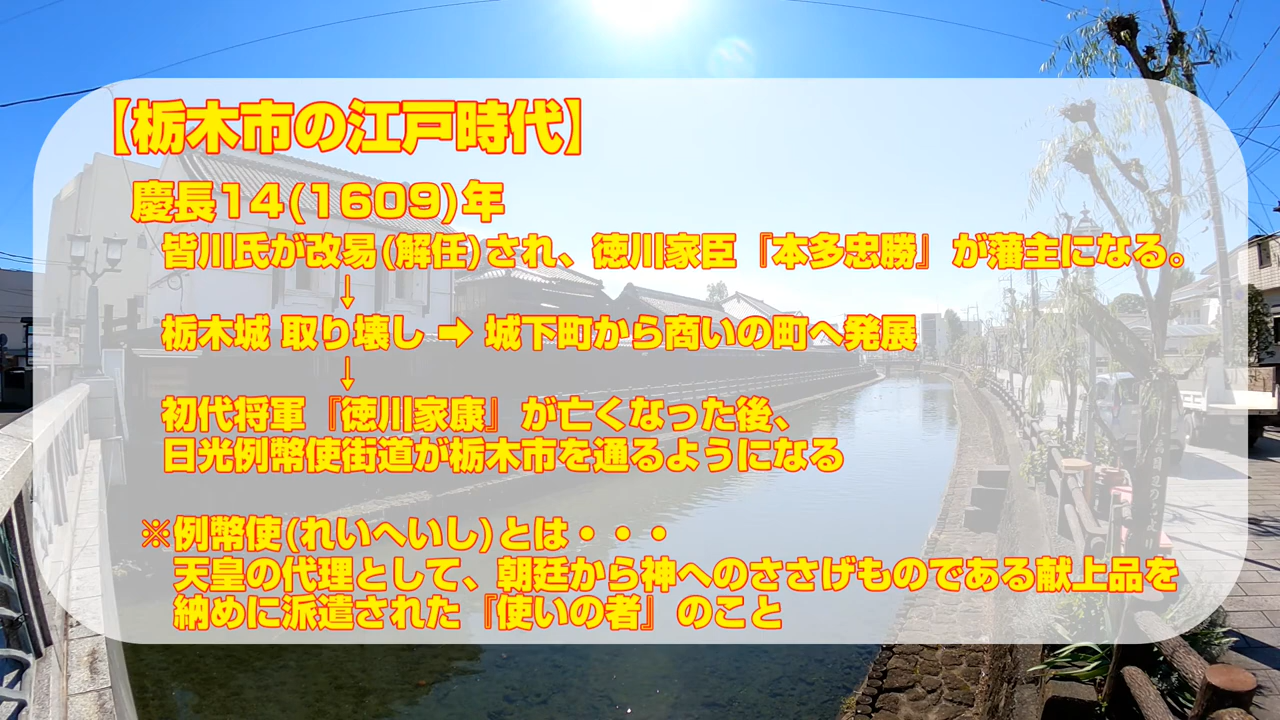 【栃木市の江戸時代】
慶長14(1609)年
皆川氏が改易(解任)され、徳川家臣『本多忠勝』が藩主になる。
↓
栃木城 取り壊し ➡ 城下町から商いの町へ発展
↓
初代将軍『徳川家康』が亡くなった後、
日光例幣使街道が栃木市を通るようになる
※例幣使(れいへいし)とは・・・
天皇の代理として、朝廷から神へのささげものである献上品を
納めに派遣された『使いの者』のこと